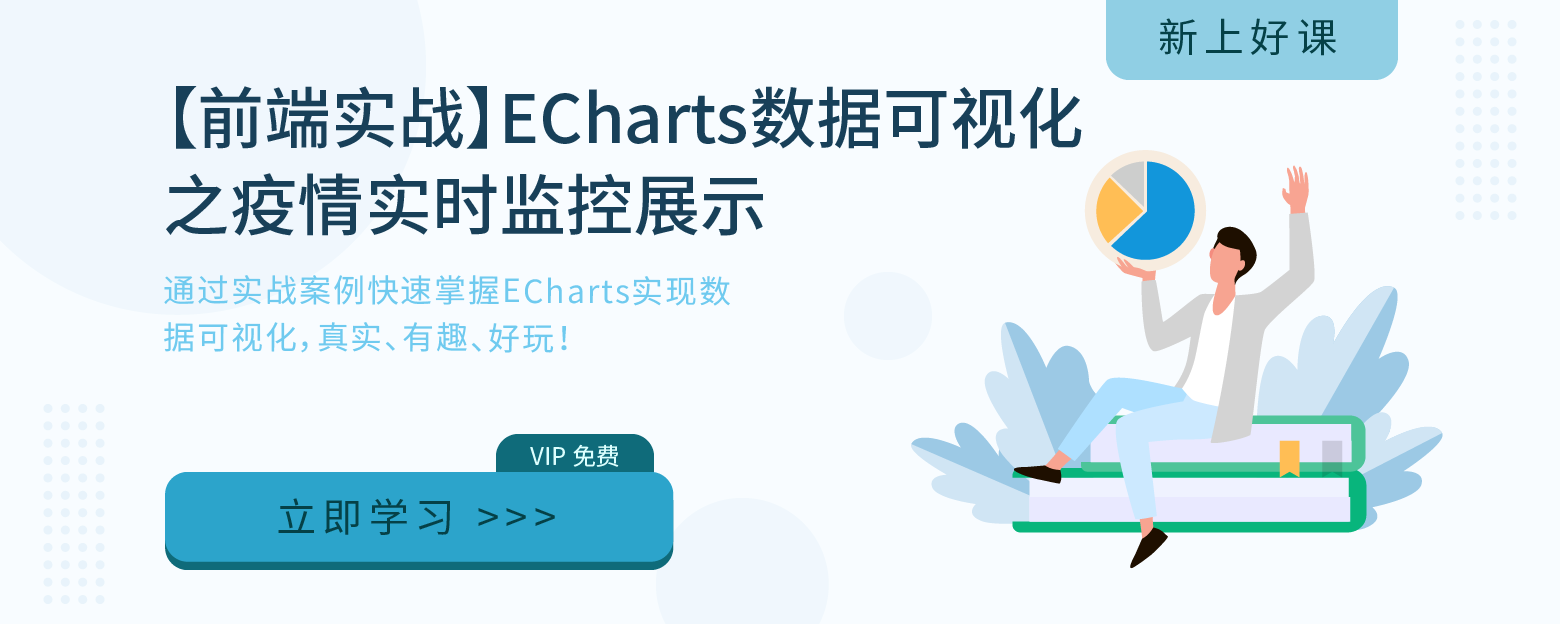 新上好课
【前端实战】ECharts数据可视化
之疫情实时监控展示
通过实战案例快速掌握ECharts实现数
据可视化,真实、有趣、好玩!
VIP 免费
立即学习 >>>